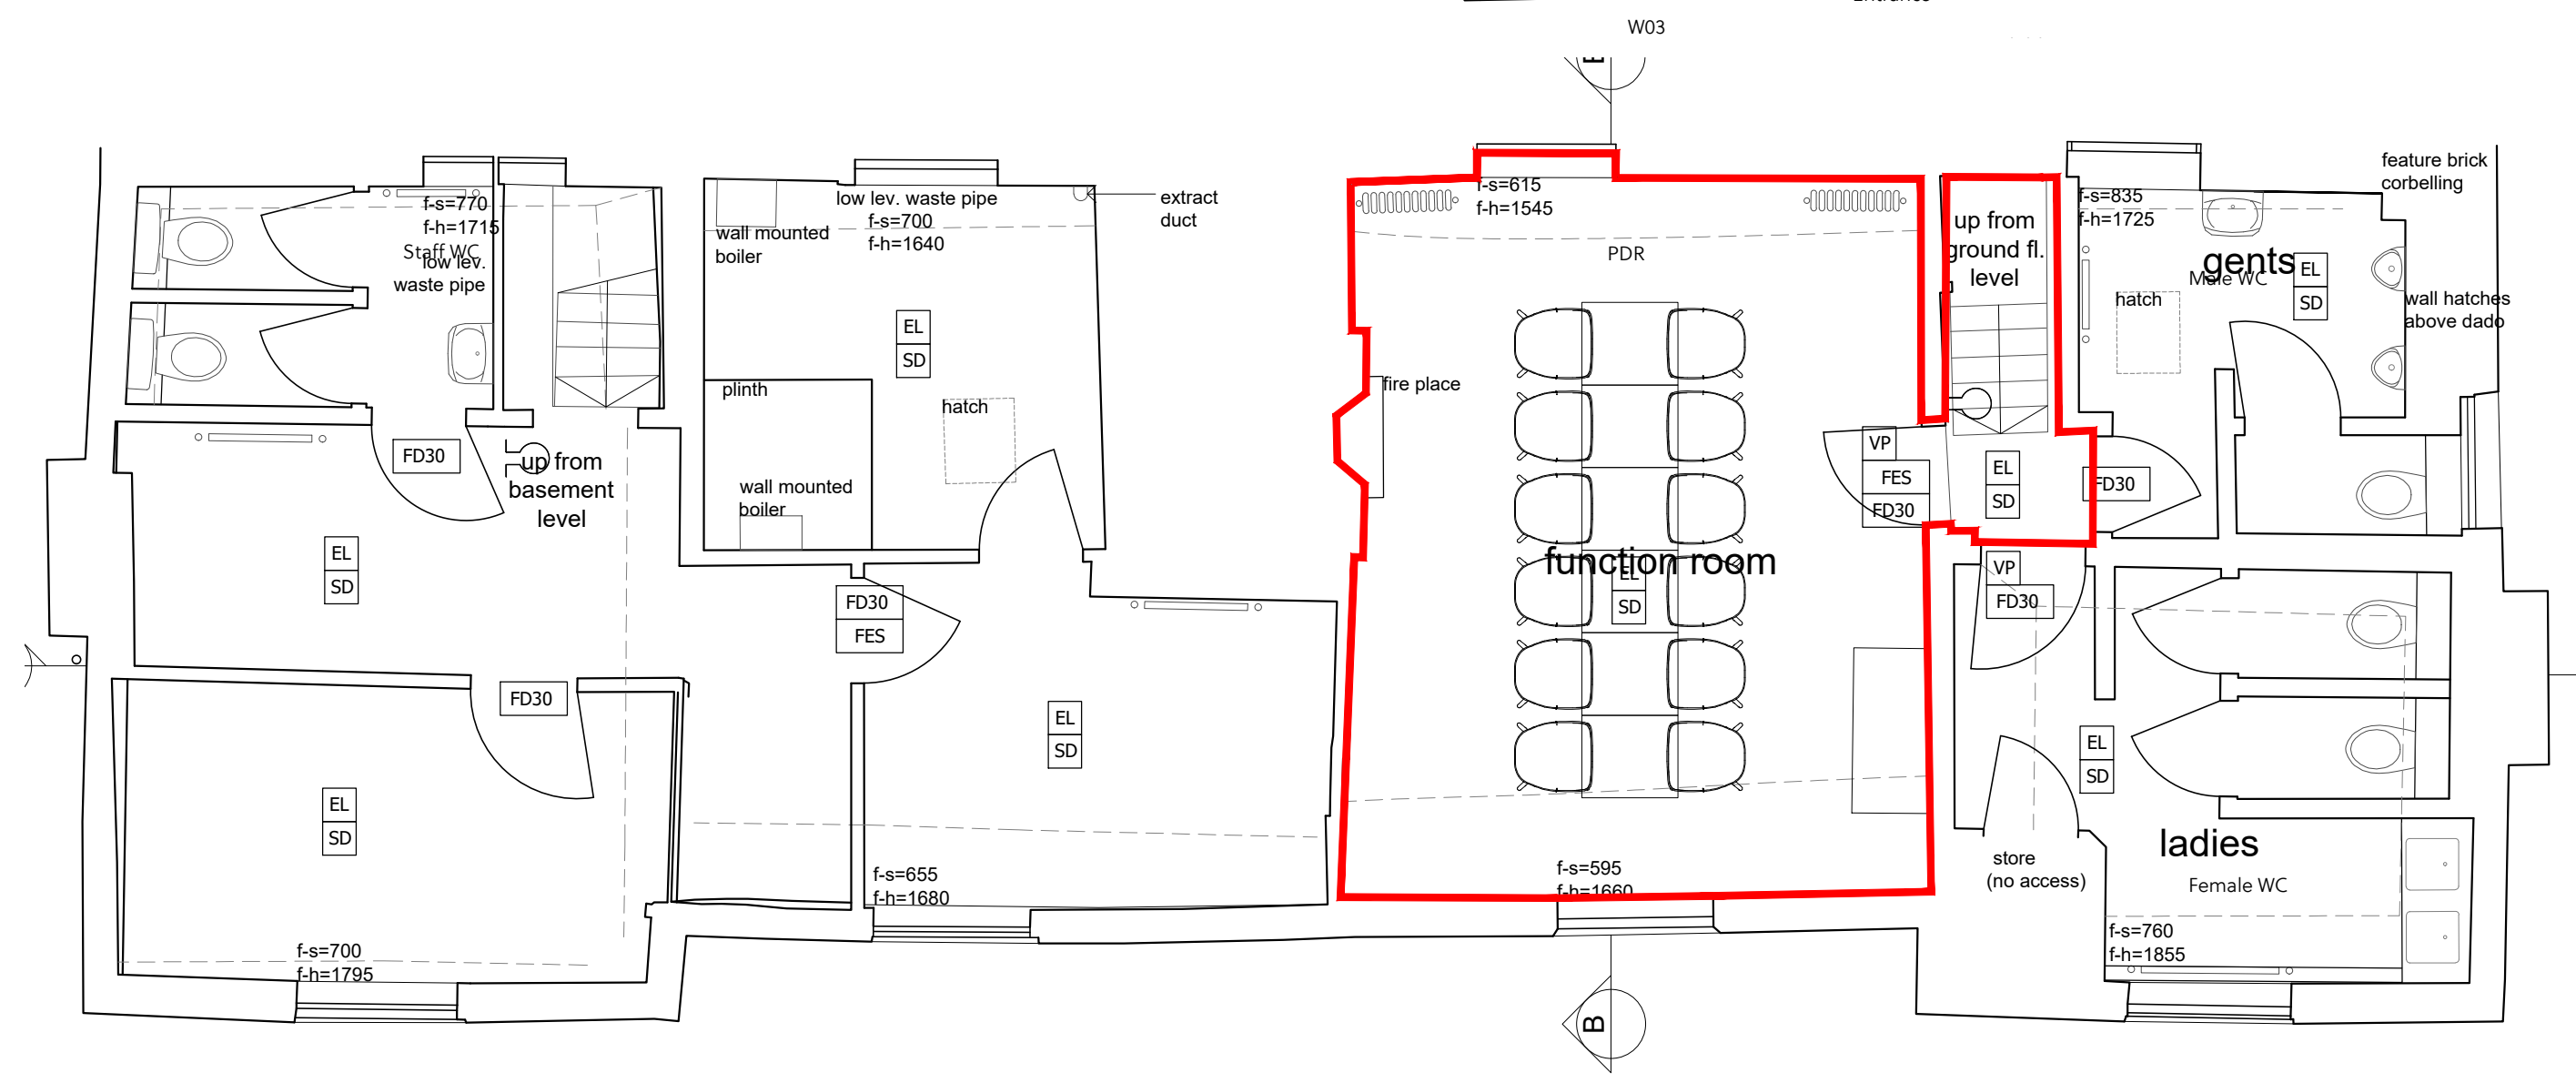 Entrance
W03
B
feature brick
corbelling
f-s=770
f-h=1715
Staff WC
low lev.
waste pipe
low lev. waste pipe
f-s=700
f-h=1640
extract
duct
wall mounted
boiler
f-s=615
f-h=1545
PDR
up from
ground fl.
level
f-s=835
f-h=1725
gents
Male WC
EL
SD
hatch
wall hatches
above dado
EL
SD
plinth
hatch
fire place
FD30
up from
basement
level
wall mounted
boiler
VP
FES
FD30
EL
SD
FD30
EL
SD
function room
EL
SD
VP
FD30
FD30
FES
FD30
EL
SD
EL
SD
EL
SD
ladies
Female WC
store
(no access)
f-s=655
f-h=1680
f-s=595
f-h=1660
f-s=760
f-h=1855
f-s=700
f-h=1795
B